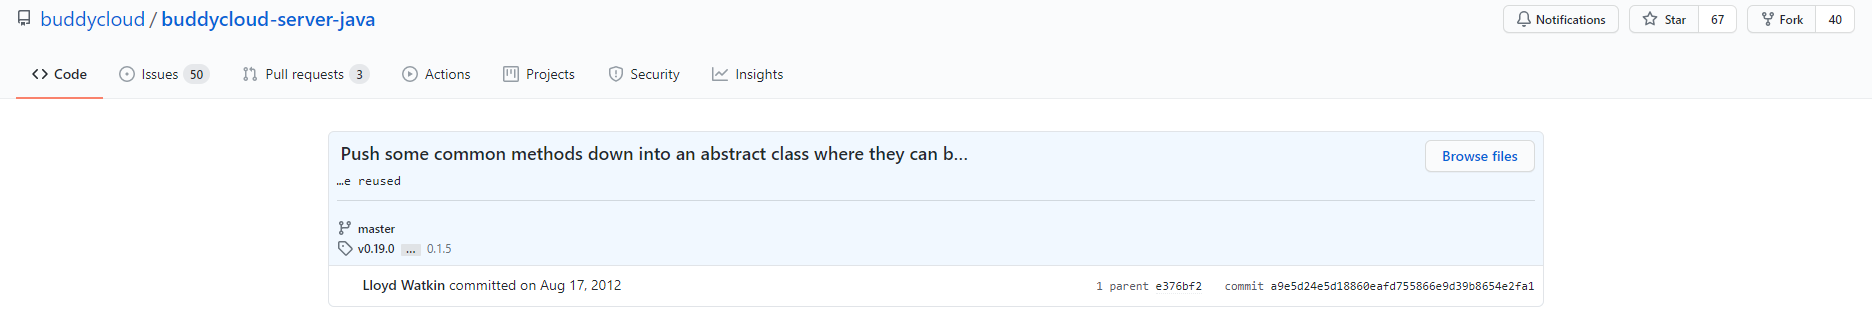 buddycloud / buddycloud-server-java
Notifications
Star 67
Fork 40
Code
Issues 50
Pull requests 3
Actions
Projects
Security
Insights
Push some common methods down into an abstract class where they can b…
Browse files
…e reused
master
v0.19.0 … 0.1.5
Lloyd Watkin committed on Aug 17, 2012
1 parent e376bf2 commit a9e5d24e5d18860eafd755866e9d39b8654e2fa1